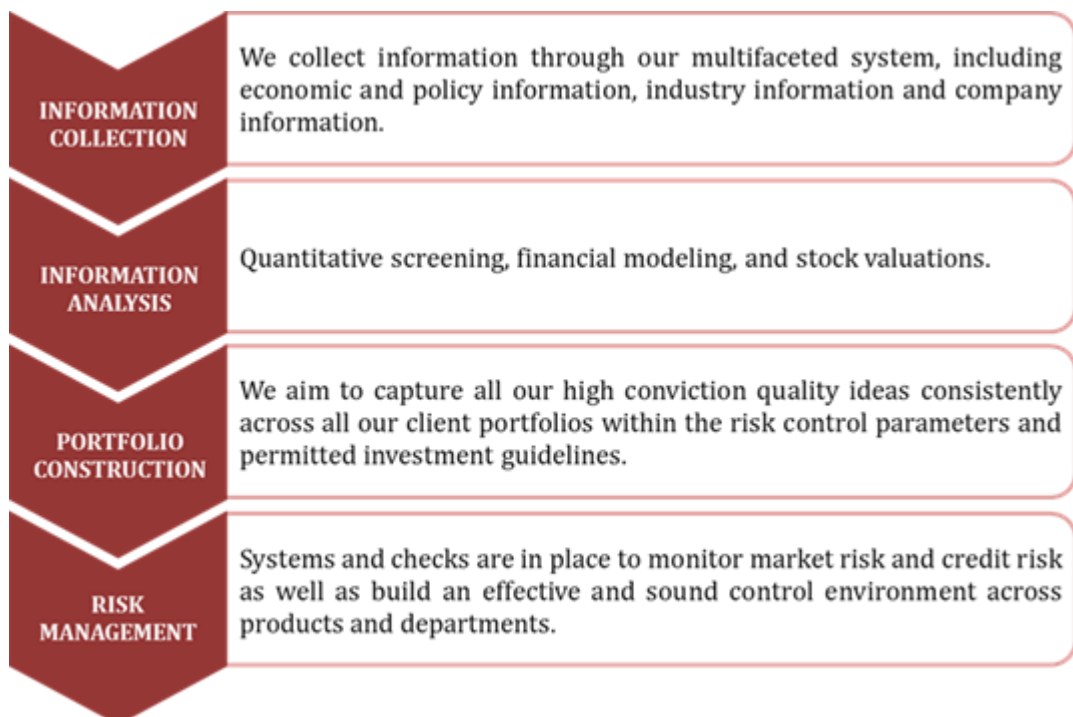 INFORMATION
COLLECTION
We collect information through our multifaceted system, including
economic and policy information, industry information and company
information.
INFORMATION
ANALYSIS
Quantitative screening, financial modeling, and stock valuations.
PORTFOLIO
CONSTRUCTION
We aim to capture all our high conviction quality ideas consistently
across all our client portfolios within the risk control parameters and
permitted investment guidelines.
RISK
MANAGEMENT
Systems and checks are in place to monitor market risk and credit risk
as well as build an effective and sound control environment across
products and departments.